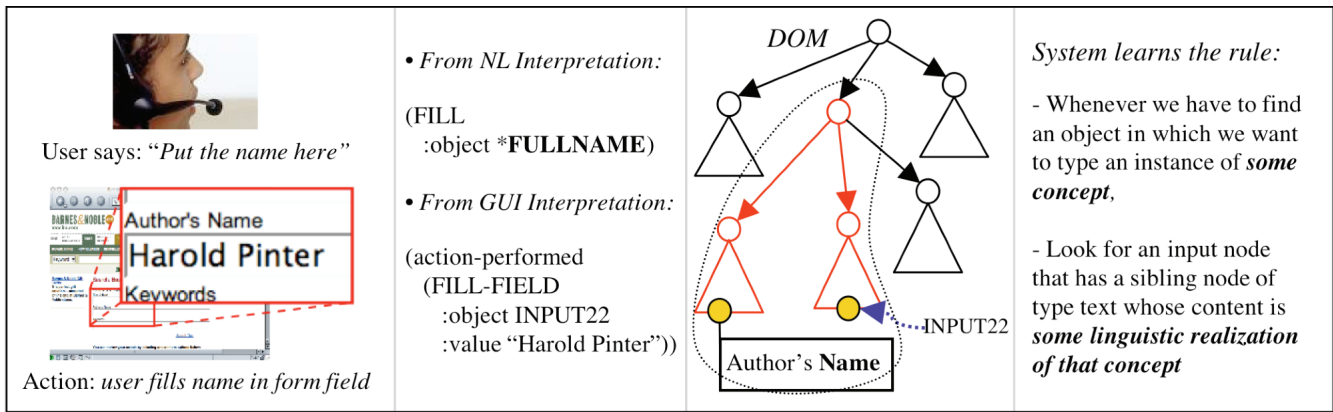 User says: “Put the name here”
BARNES&NOBLE
Author's Name
Harold Pinter
Keywords
Action: user fills name in form field
• From NL Interpretation:
(FILL
:object *FULLNAME)
• From GUI Interpretation:
(action-performed
(FILL-FIELD
:object INPUT22
:value “Harold Pinter”))
DOM
INPUT22
Author’s Name
System learns the rule:
- Whenever we have to find
an object in which we want
to type an instance of some
concept,
- Look for an input node
that has a sibling node of
type text whose content is
some linguistic realization
of that concept